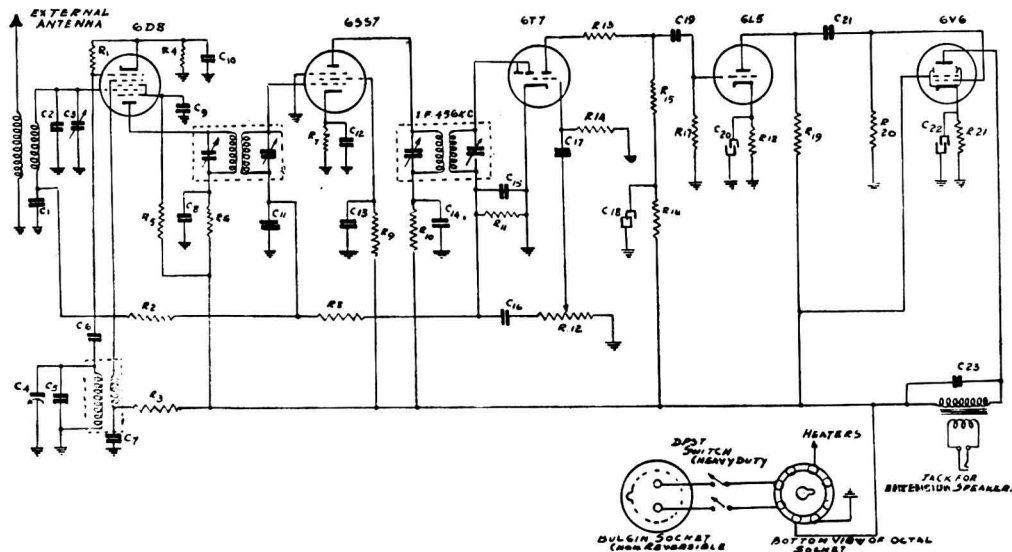 EXTERNAL
ANTENNA
6D8
6SS7
6T7
R13
C19
6L5
C21
6V6
R1
R4
C10
C2
C3
C9
R7
C12
I.F. 456KC
R14
R15
C17
R17
C20
R18
R19
R20
C22
R21
C1
R5
C8
R6
C11
C13
R9
R10
C14
C15
R11
C18
R16
R2
R8
C16
R12
C6
C4
C5
R3
C7
C23
DPST
SWITCH
(HEAVY DUTY)
HEATERS
JACK FOR
EXTENSION SPEAKER.
BULGIN SOCKET
(NON REVERSIBLE
BOTTOM VIEW OF OCTAL
SOCKET